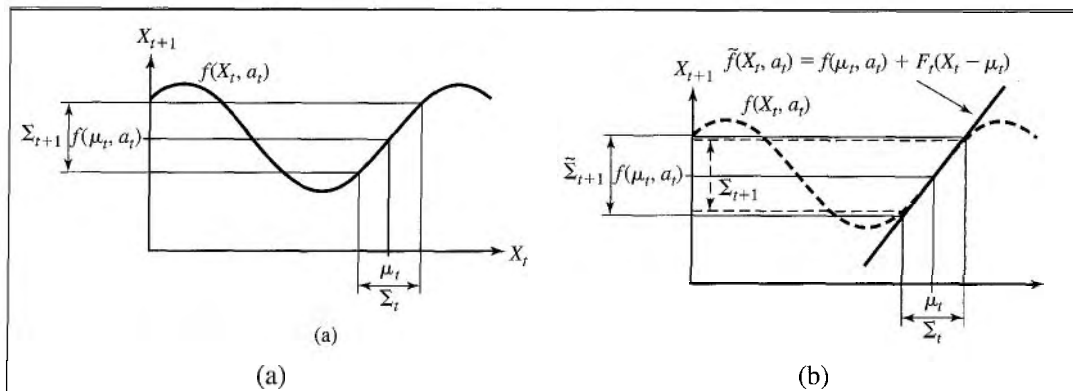 X_{t+1}
f(X_t, a_t)
Σ_{t+1} f(μ_t, a_t)
X_t
μ_t
Σ_t
(a)
(a)
f̃(X_t, a_t) = f(μ_t, a_t) + F_t(X_t − μ_t)
X_{t+1}
f(X_t, a_t)
Σ̃_{t+1} f(μ_t, a_t) Σ_{t+1}
μ_t
Σ_t
(b)